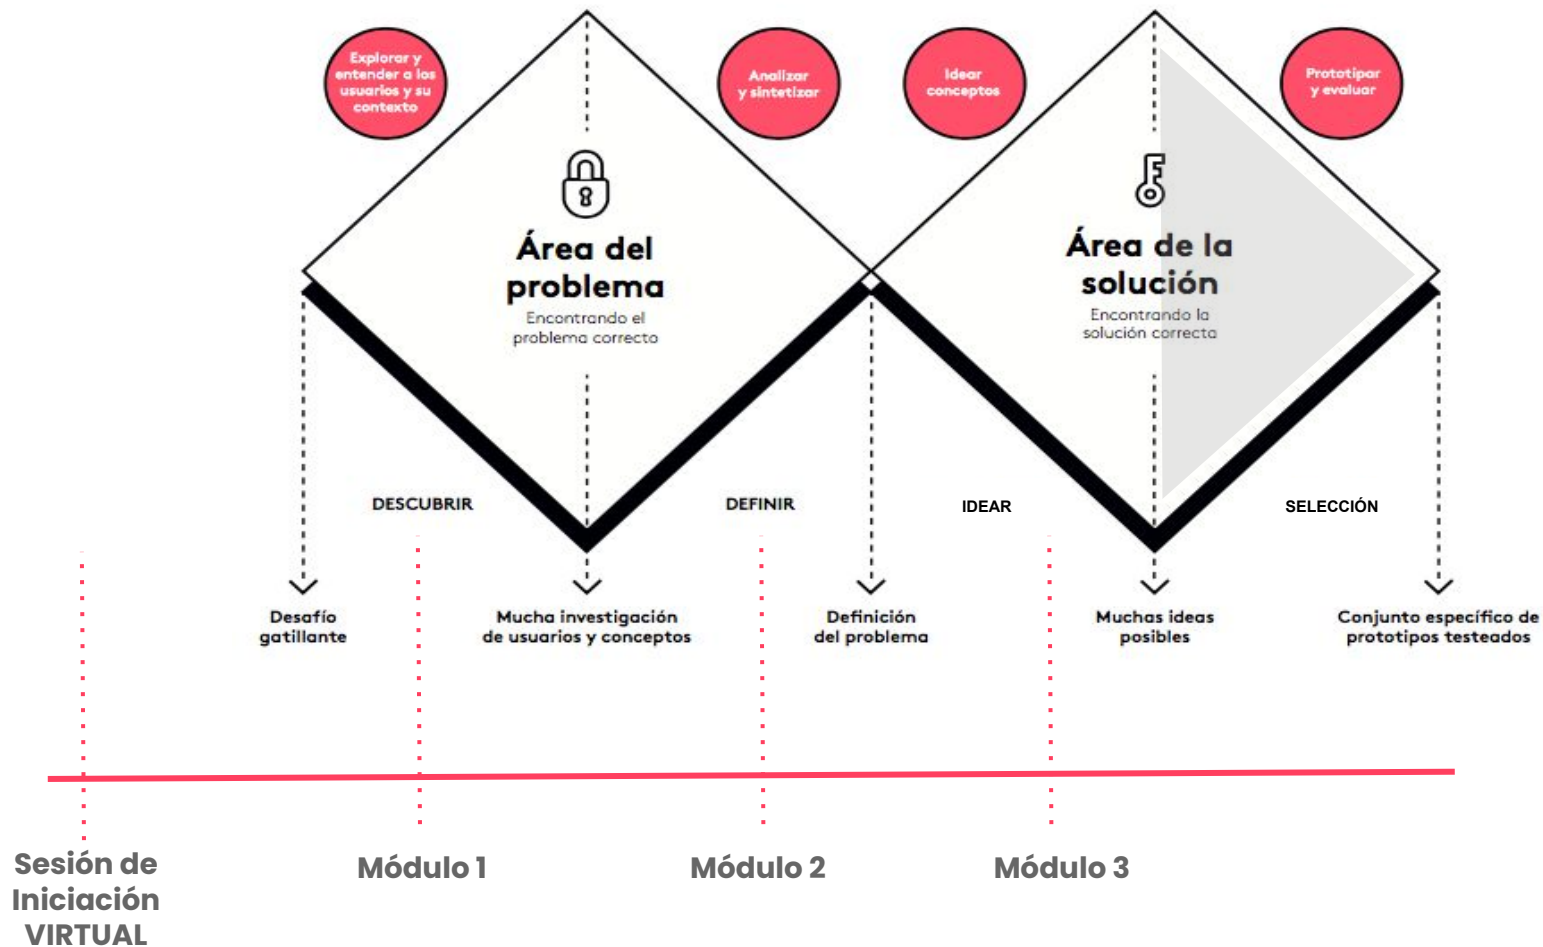 Explorar y
entender a los
usuarios y su
contexto
Analizar
y sintetizar
Idear
conceptos
Prototipar
y evaluar
Área del
problema
Encontrando el
problema correcto
Área de la
solución
Encontrando la
solución correcta
DESCUBRIR
DEFINIR
IDEAR
SELECCIÓN
Desafío
gatillante
Mucha investigación
de usuarios y conceptos
Definición
del problema
Muchas ideas
posibles
Conjunto específico de
prototipos testeados
Sesión de
Iniciación
VIRTUAL
Módulo 1
Módulo 2
Módulo 3